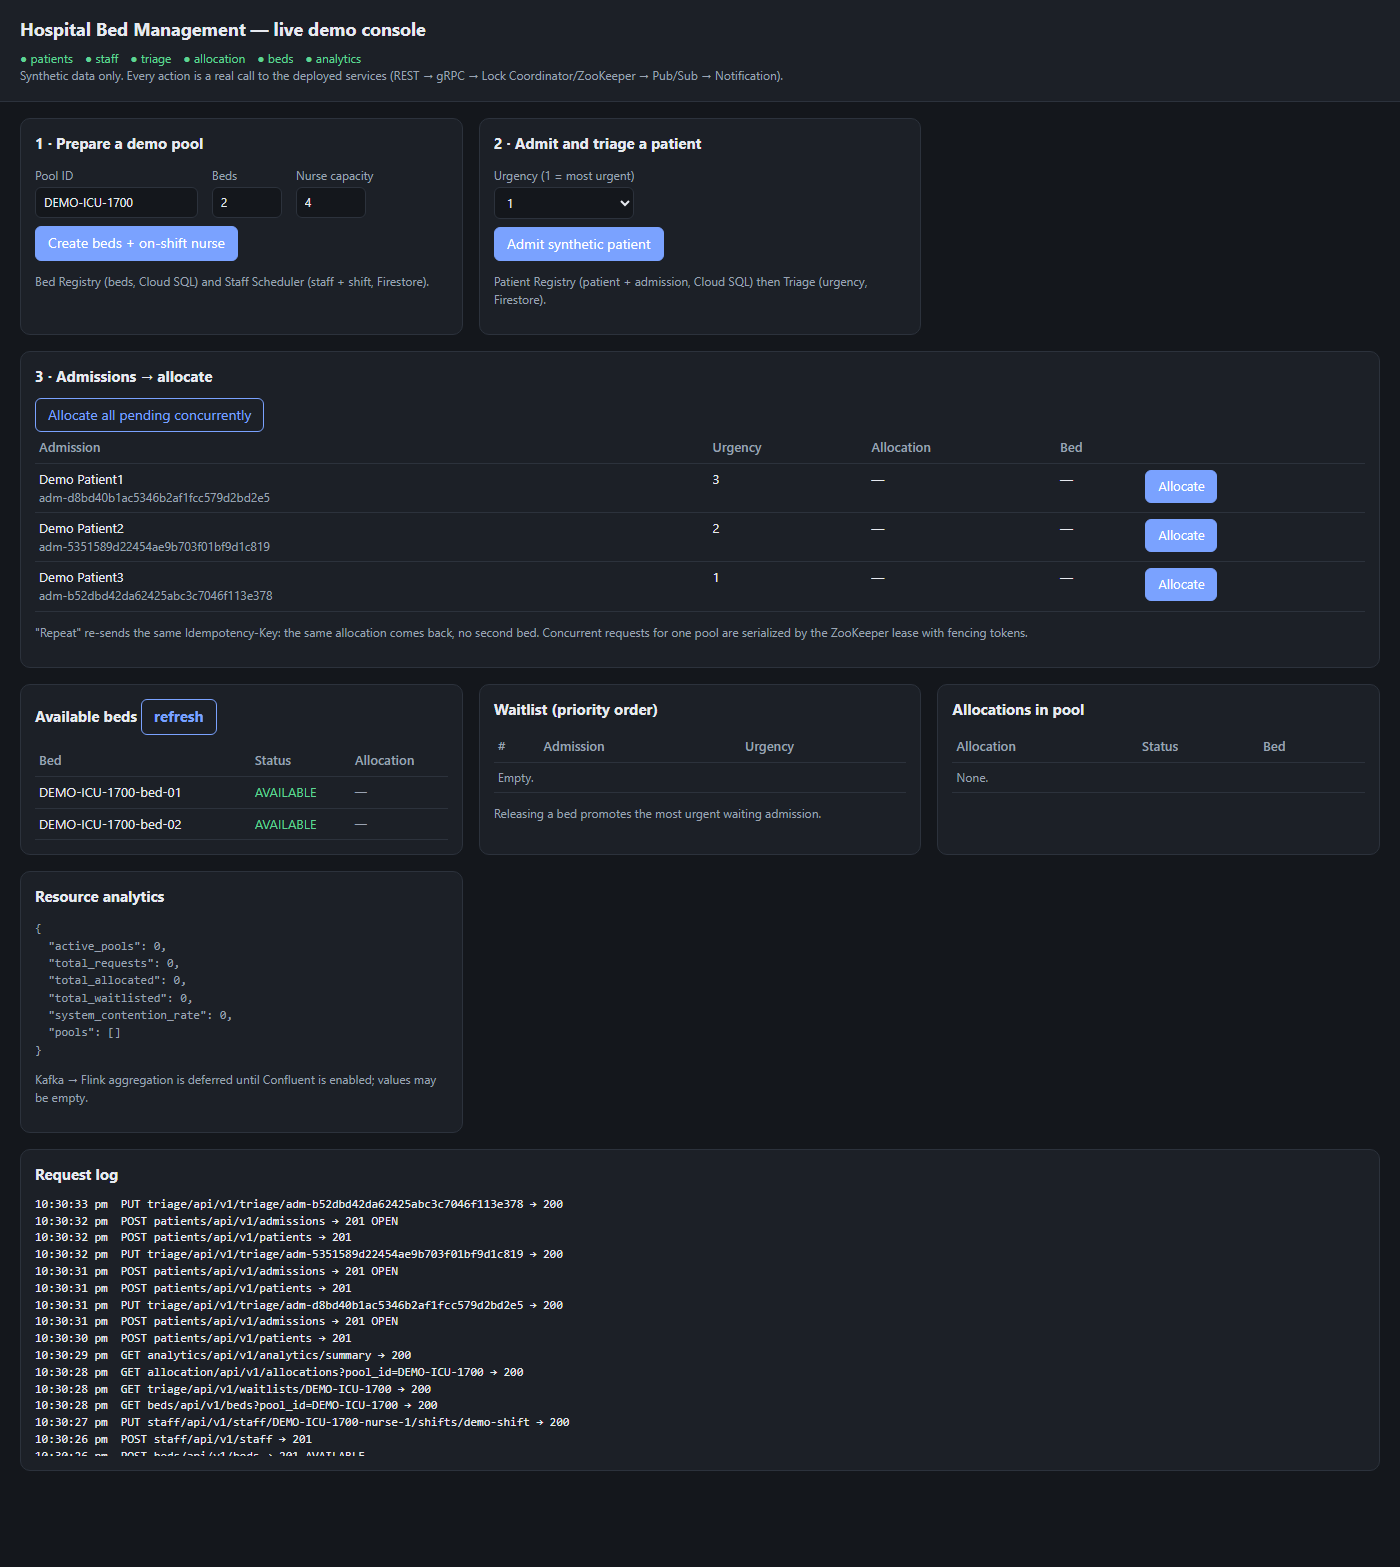 Hospital Bed Management — live demo console
● patients ● staff ● triage ● allocation ● beds ● analytics
Synthetic data only. Every action is a real call to the deployed services (REST → gRPC → Lock Coordinator/ZooKeeper → Pub/Sub → Notification).
1 · Prepare a demo pool
Pool ID Beds Nurse capacity
DEMO-ICU-1700 2 4
Create beds + on-shift nurse
Bed Registry (beds, Cloud SQL) and Staff Scheduler (staff + shift, Firestore).
2 · Admit and triage a patient
Urgency (1 = most urgent)
1
Admit synthetic patient
Patient Registry (patient + admission, Cloud SQL) then Triage (urgency,
Firestore).
3 · Admissions → allocate
Allocate all pending concurrently
Admission Urgency Allocation Bed
Demo Patient1 3 — — Allocate
adm-d8bd40b1ac5346b2af1fcc579d2bd2e5
Demo Patient2 2 — — Allocate
adm-5351589d22454ae9b703f01bf9d1c819
Demo Patient3 1 — — Allocate
adm-b52dbd42da62425abc3c7046f113e378
"Repeat" re-sends the same Idempotency-Key: the same allocation comes back, no second bed. Concurrent requests for one pool are serialized by the ZooKeeper lease with fencing tokens.
Available beds refresh
Bed Status Allocation
DEMO-ICU-1700-bed-01 AVAILABLE —
DEMO-ICU-1700-bed-02 AVAILABLE —
Waitlist (priority order)
# Admission Urgency
Empty.
Releasing a bed promotes the most urgent waiting admission.
Allocations in pool
Allocation Status Bed
None.
Resource analytics
{
"active_pools": 0,
"total_requests": 0,
"total_allocated": 0,
"total_waitlisted": 0,
"system_contention_rate": 0,
"pools": []
}
Kafka → Flink aggregation is deferred until Confluent is enabled; values may
be empty.
Request log
10:30:33 pm PUT triage/api/v1/triage/adm-b52dbd42da62425abc3c7046f113e378 → 200
10:30:32 pm POST patients/api/v1/admissions → 201 OPEN
10:30:32 pm POST patients/api/v1/patients → 201
10:30:32 pm PUT triage/api/v1/triage/adm-5351589d22454ae9b703f01bf9d1c819 → 200
10:30:31 pm POST patients/api/v1/admissions → 201 OPEN
10:30:31 pm POST patients/api/v1/patients → 201
10:30:31 pm PUT triage/api/v1/triage/adm-d8bd40b1ac5346b2af1fcc579d2bd2e5 → 200
10:30:31 pm POST patients/api/v1/admissions → 201 OPEN
10:30:30 pm POST patients/api/v1/patients → 201
10:30:29 pm GET analytics/api/v1/analytics/summary → 200
10:30:28 pm GET allocation/api/v1/allocations?pool_id=DEMO-ICU-1700 → 200
10:30:28 pm GET triage/api/v1/waitlists/DEMO-ICU-1700 → 200
10:30:28 pm GET beds/api/v1/beds?pool_id=DEMO-ICU-1700 → 200
10:30:27 pm PUT staff/api/v1/staff/DEMO-ICU-1700-nurse-1/shifts/demo-shift → 200
10:30:26 pm POST staff/api/v1/staff → 201
10:30:26 pm POST beds/api/v1/beds → 201 AVAILABLE